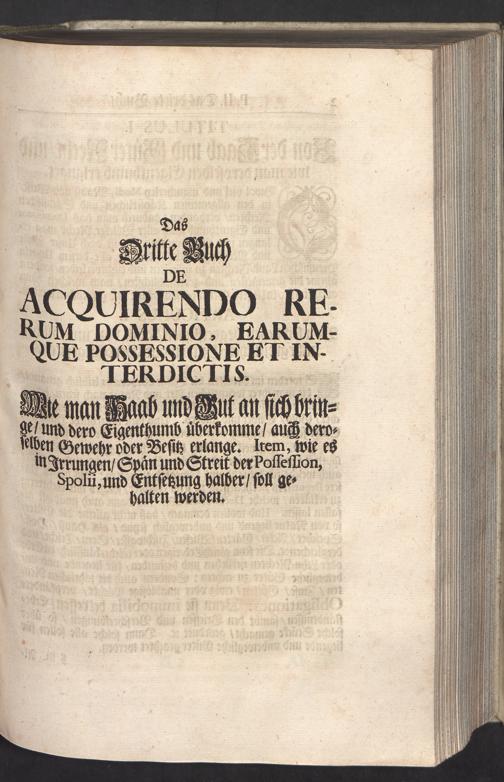 Das
Dritte Buch
DE
ACQUIRENDO RE-
RUM DOMINIO, EARUM-
QUE POSSESSIONE ET IN-
TERDICTIS.
Wie man Haab und Gut an sich brin-
ge/ und dero Eigenthumb überkomme/ auch dero-
selben Gewehr oder Besitz erlange. Item, wie es
in Irrungen/ Spän und Streit der Possession,
Spolii, und Entsetzung halber/ soll ge-
halten werden.